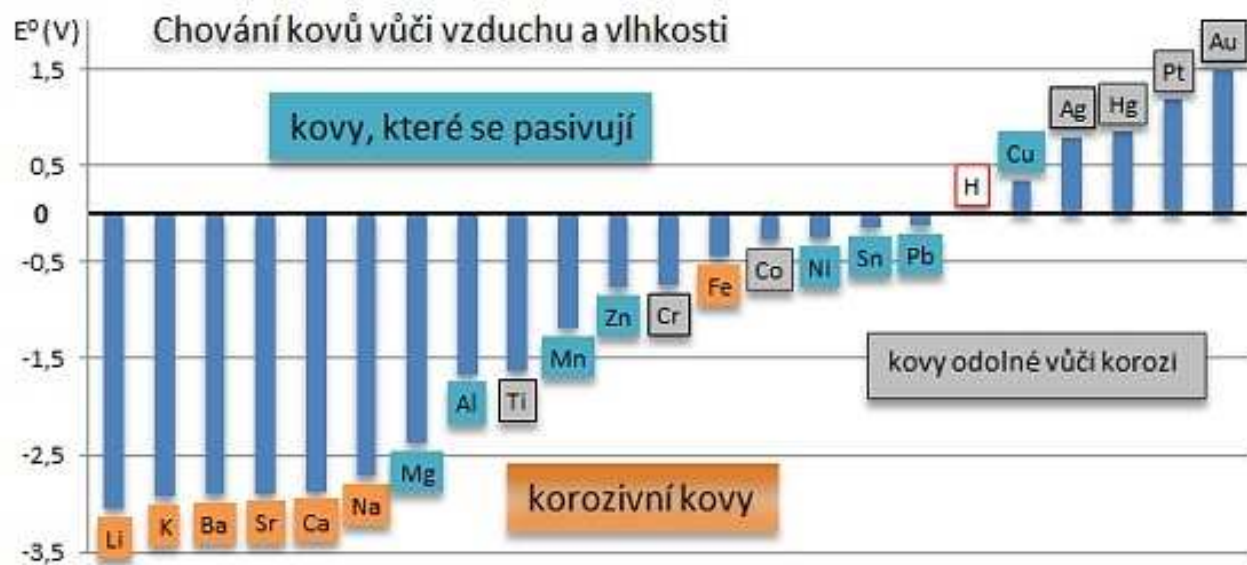 E⁰ (V)
Chování kovů vůči vzduchu a vlhkosti
1,5
0,5
0
-0,5
-1,5
-2,5
-3,5
kovy, které se pasivují
kovy odolné vůči korozi
korozivní kovy
Li
K
Ba
Sr
Ca
Na
Mg
Al
Ti
Mn
Zn
Cr
Fe
Co
Ni
Sn
Pb
H
Cu
Ag
Hg
Pt
Au